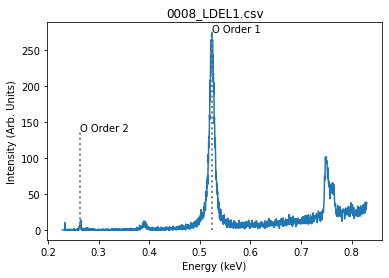 0008_LDEL1.csv
O Order 1
O Order 2
Intensity (Arb. Units)
250
200
150
100
50
0
0.2 0.3 0.4 0.5 0.6 0.7 0.8
Energy (keV)